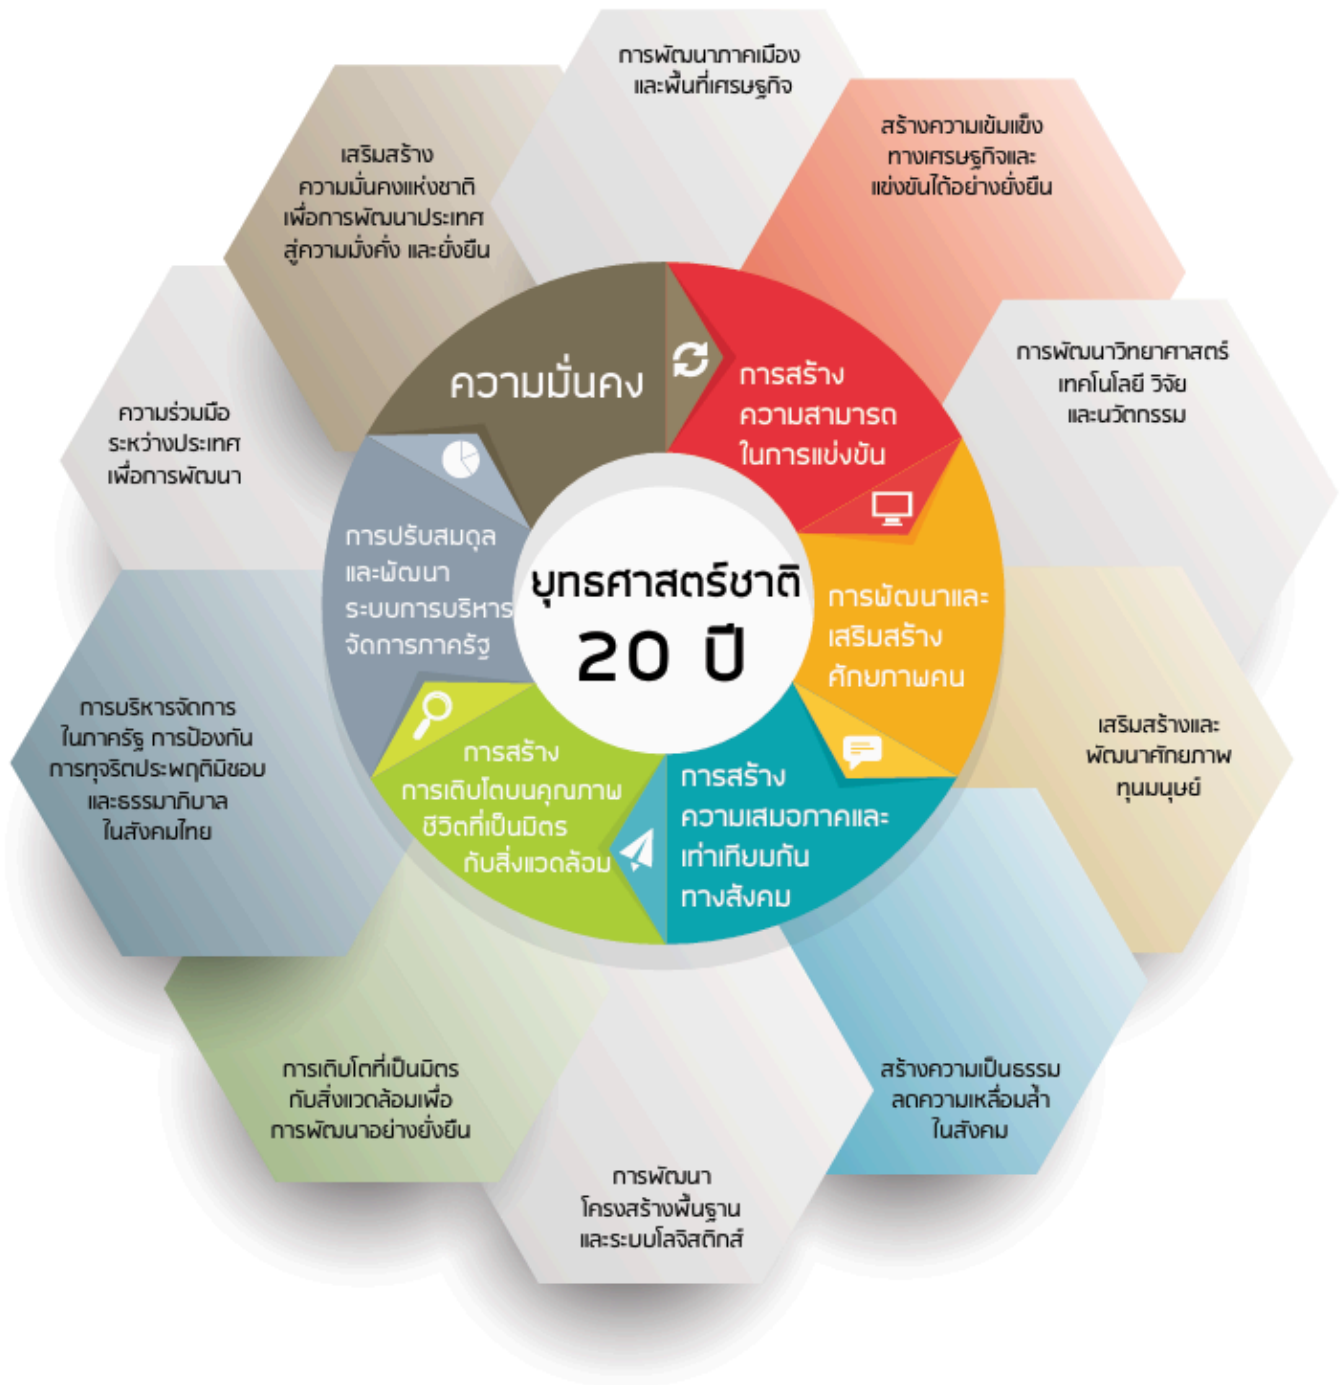 การพัฒนาภาคเมือง
และพื้นที่เศรษฐกิจ
สร้างความเข้มแข็ง
ทางเศรษฐกิจและ
แข่งขันได้อย่างยั่งยืน
การพัฒนาวิทยาศาสตร์
เทคโนโลยี วิจัย
และนวัตกรรม
เสริมสร้างและ
พัฒนาศักยภาพ
ทุนมนุษย์
สร้างความเป็นธรรม
ลดความเหลื่อมล้ำ
ในสังคม
การพัฒนา
โครงสร้างพื้นฐาน
และระบบโลจิสติกส์
การเติบโตที่เป็นมิตร
กับสิ่งแวดล้อมเพื่อ
การพัฒนาอย่างยั่งยืน
การบริหารจัดการ
ในภาครัฐ การป้องกัน
การทุจริตประพฤติมิชอบ
และธรรมาภิบาล
ในสังคมไทย
ความร่วมมือ
ระหว่างประเทศ
เพื่อการพัฒนา
เสริมสร้าง
ความมั่นคงแห่งชาติ
เพื่อการพัฒนาประเทศ
สู่ความมั่งคั่ง และยั่งยืน
ความมั่นคง
การสร้าง
ความสามารถ
ในการแข่งขัน
การพัฒนาและ
เสริมสร้าง
ศักยภาพคน
การสร้าง
ความเสมอภาคและ
เท่าเทียมกัน
ทางสังคม
การสร้าง
การเติบโตบนคุณภาพ
ชีวิตที่เป็นมิตร
กับสิ่งแวดล้อม
การปรับสมดุล
และพัฒนา
ระบบการบริหาร
จัดการภาครัฐ
ยุทธศาสตร์ชาติ
20 ปี